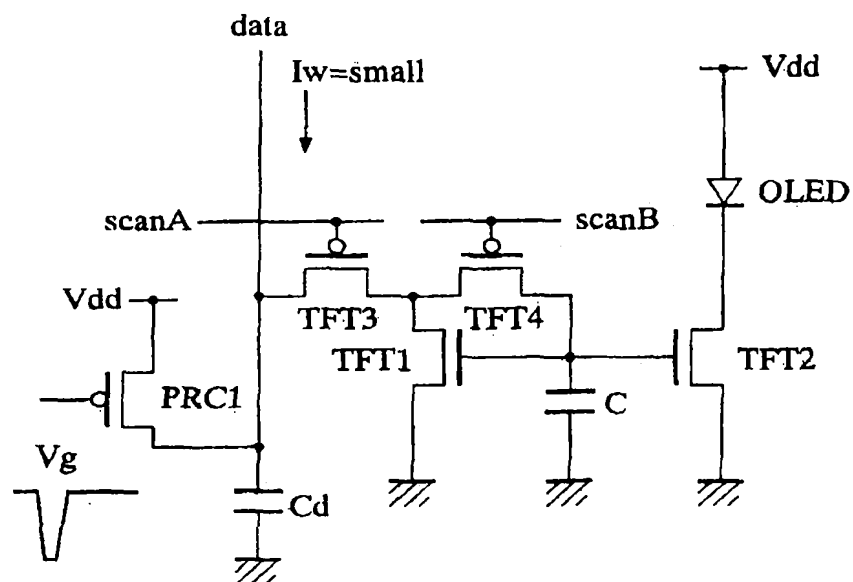 data
Iw=small
Vdd
OLED
scanA
scanB
Vdd
TFT3
TFT4
TFT1
TFT2
PRC1
C
Vg
Cd